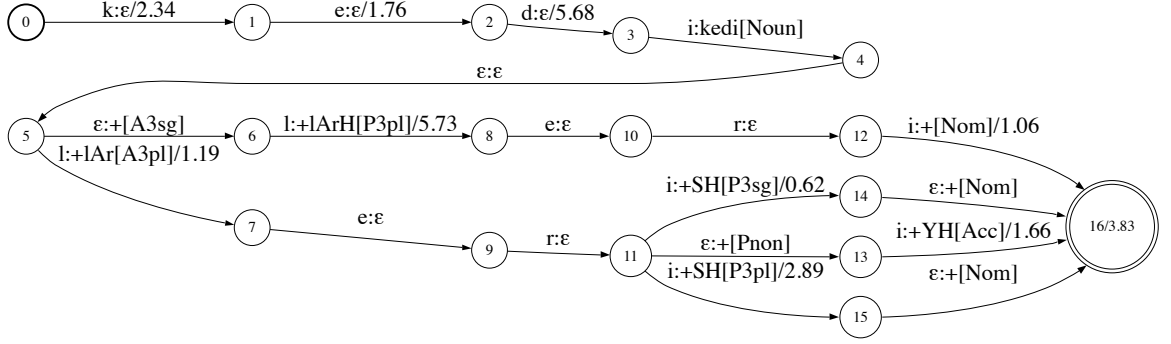 0 k:ε/2.34 1 e:ε/1.76 2 d:ε/5.68 3 i:kedi[Noun] 4
ε:ε
5 ε:+[A3sg] 6 l:+lArH[P3pl]/5.73 8 e:ε 10 r:ε 12 i:+[Nom]/1.06
l:+lAr[A3pl]/1.19
i:+SH[P3sg]/0.62 14 ε:+[Nom]
7 e:ε 9 r:ε 11 ε:+[Pnon] 13 i:+YH[Acc]/1.66 16/3.83
i:+SH[P3pl]/2.89 15 ε:+[Nom]